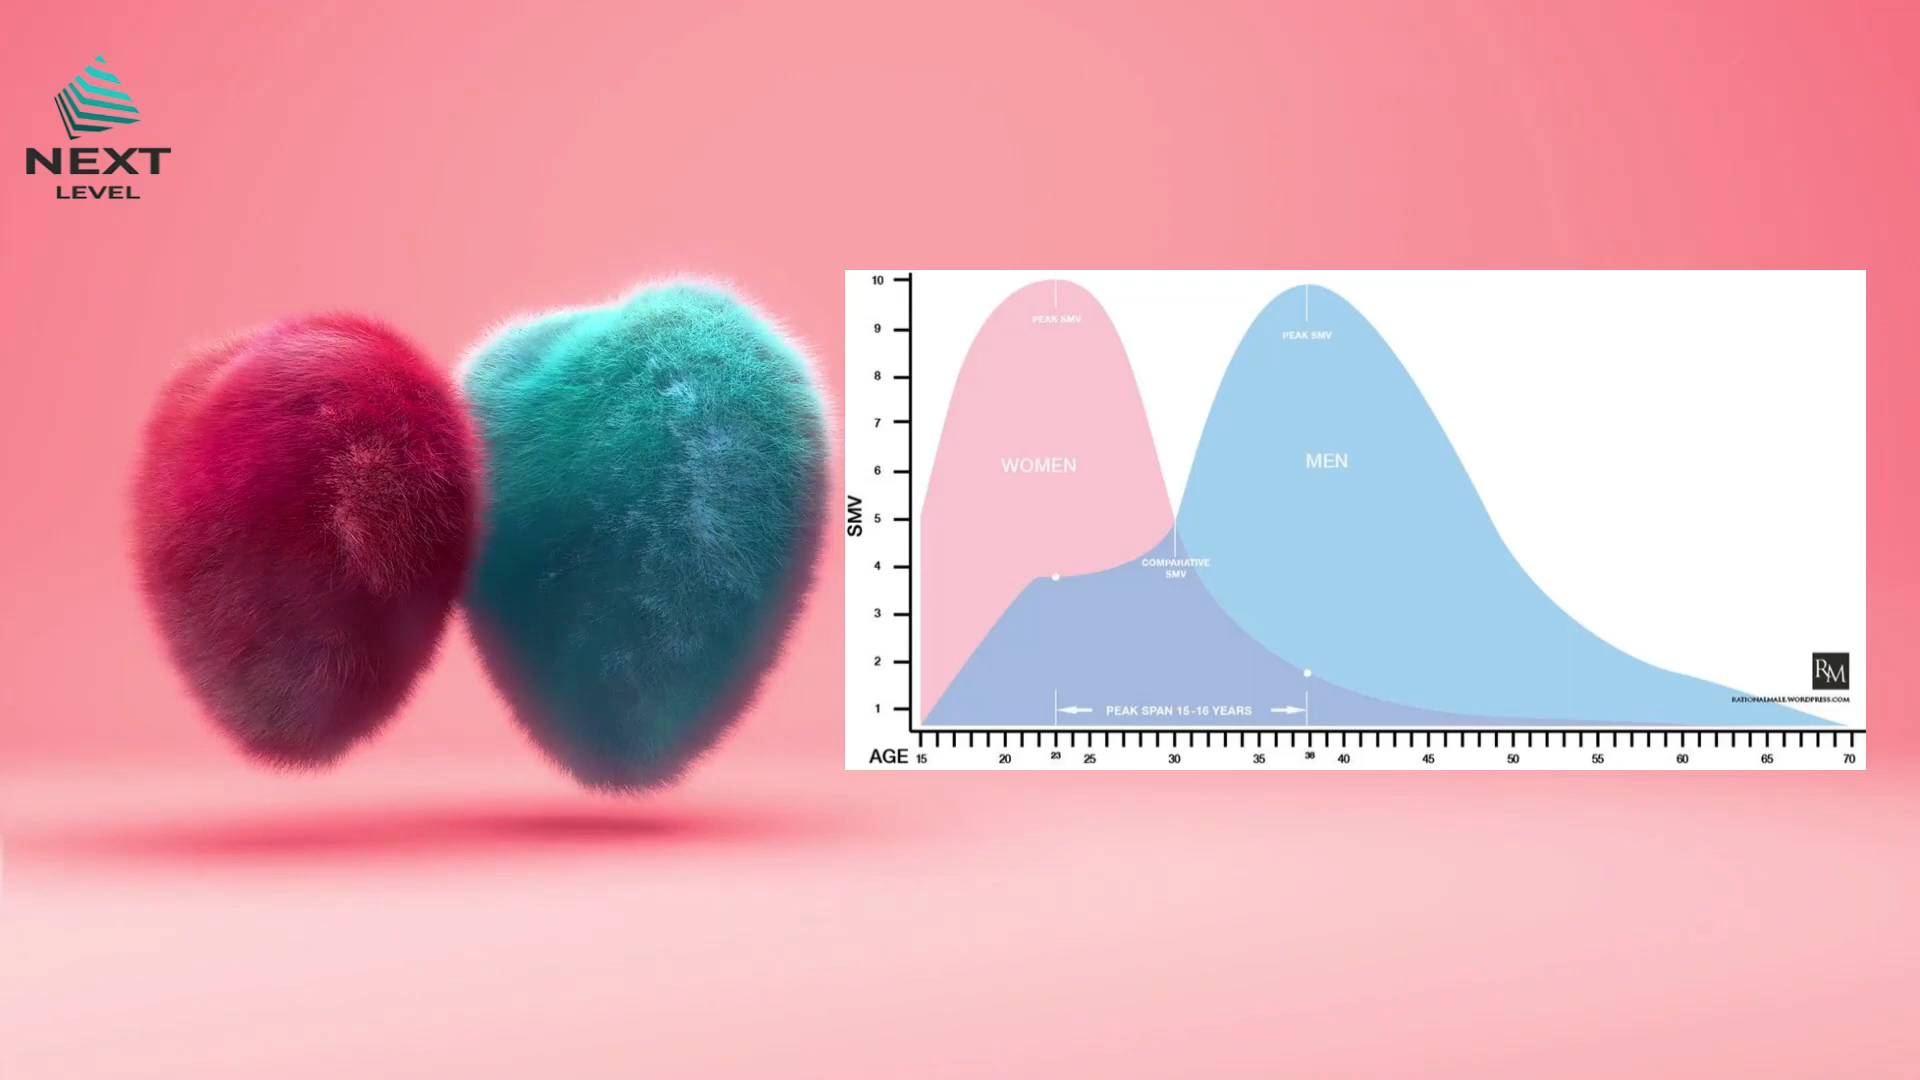 NEXT
LEVEL
10
9
8
7
6
5
4
3
2
1
SMV
PEAK SMV
PEAK SMV
WOMEN
MEN
COMPARATIVE
SMV
PEAK SPAN 15-16 YEARS
RM
RATIONALMALE.WORDPRESS.COM
AGE 15 20 23 25 30 35 38 40 45 50 55 60 65 70